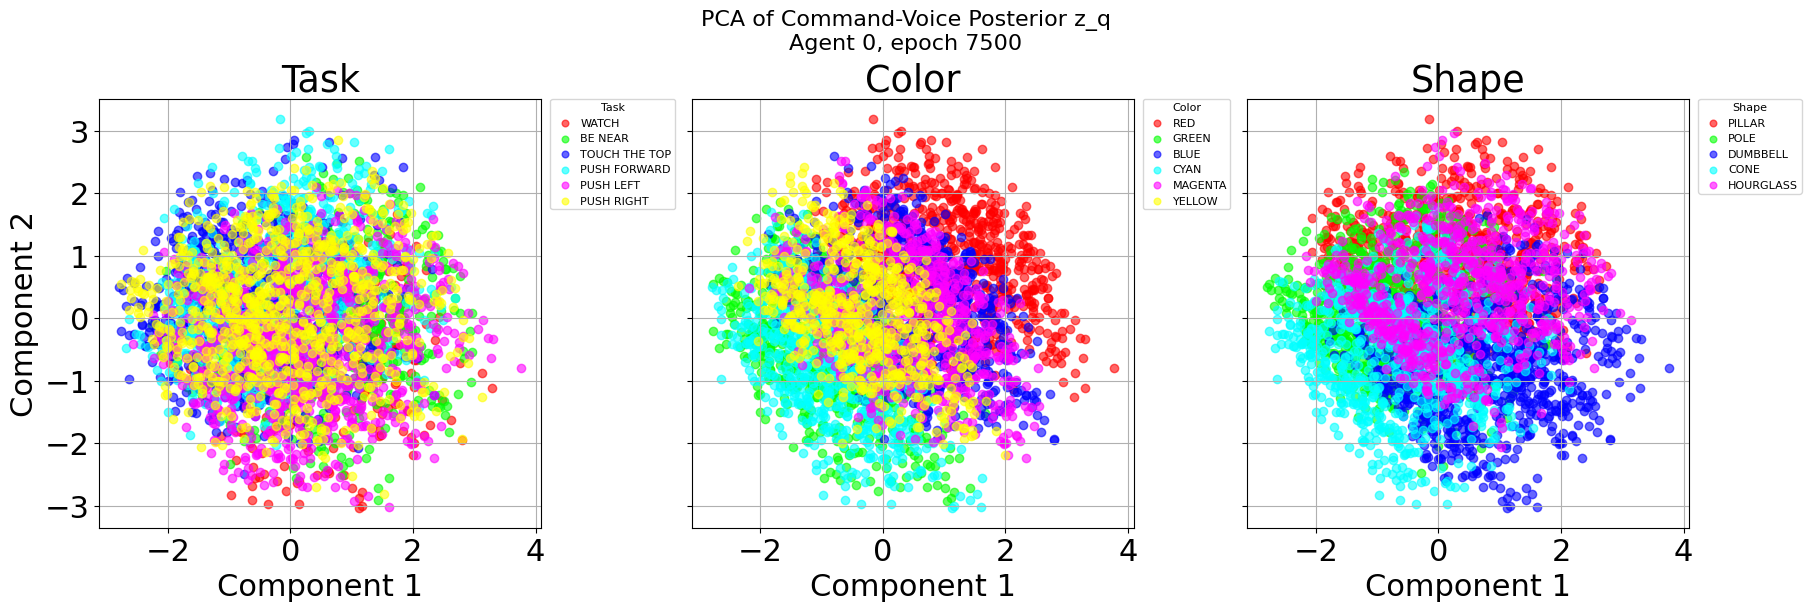 PCA of Command-Voice Posterior z_q
Agent 0, epoch 7500
Task
Component 2
3
2
1
0
−1
−2
−3
−2
0
2
4
Component 1
Task
WATCH
BE NEAR
TOUCH THE TOP
PUSH FORWARD
PUSH LEFT
PUSH RIGHT
Color
−2
0
2
4
Component 1
Color
RED
GREEN
BLUE
CYAN
MAGENTA
YELLOW
Shape
−2
0
2
4
Component 1
Shape
PILLAR
POLE
DUMBBELL
CONE
HOURGLASS